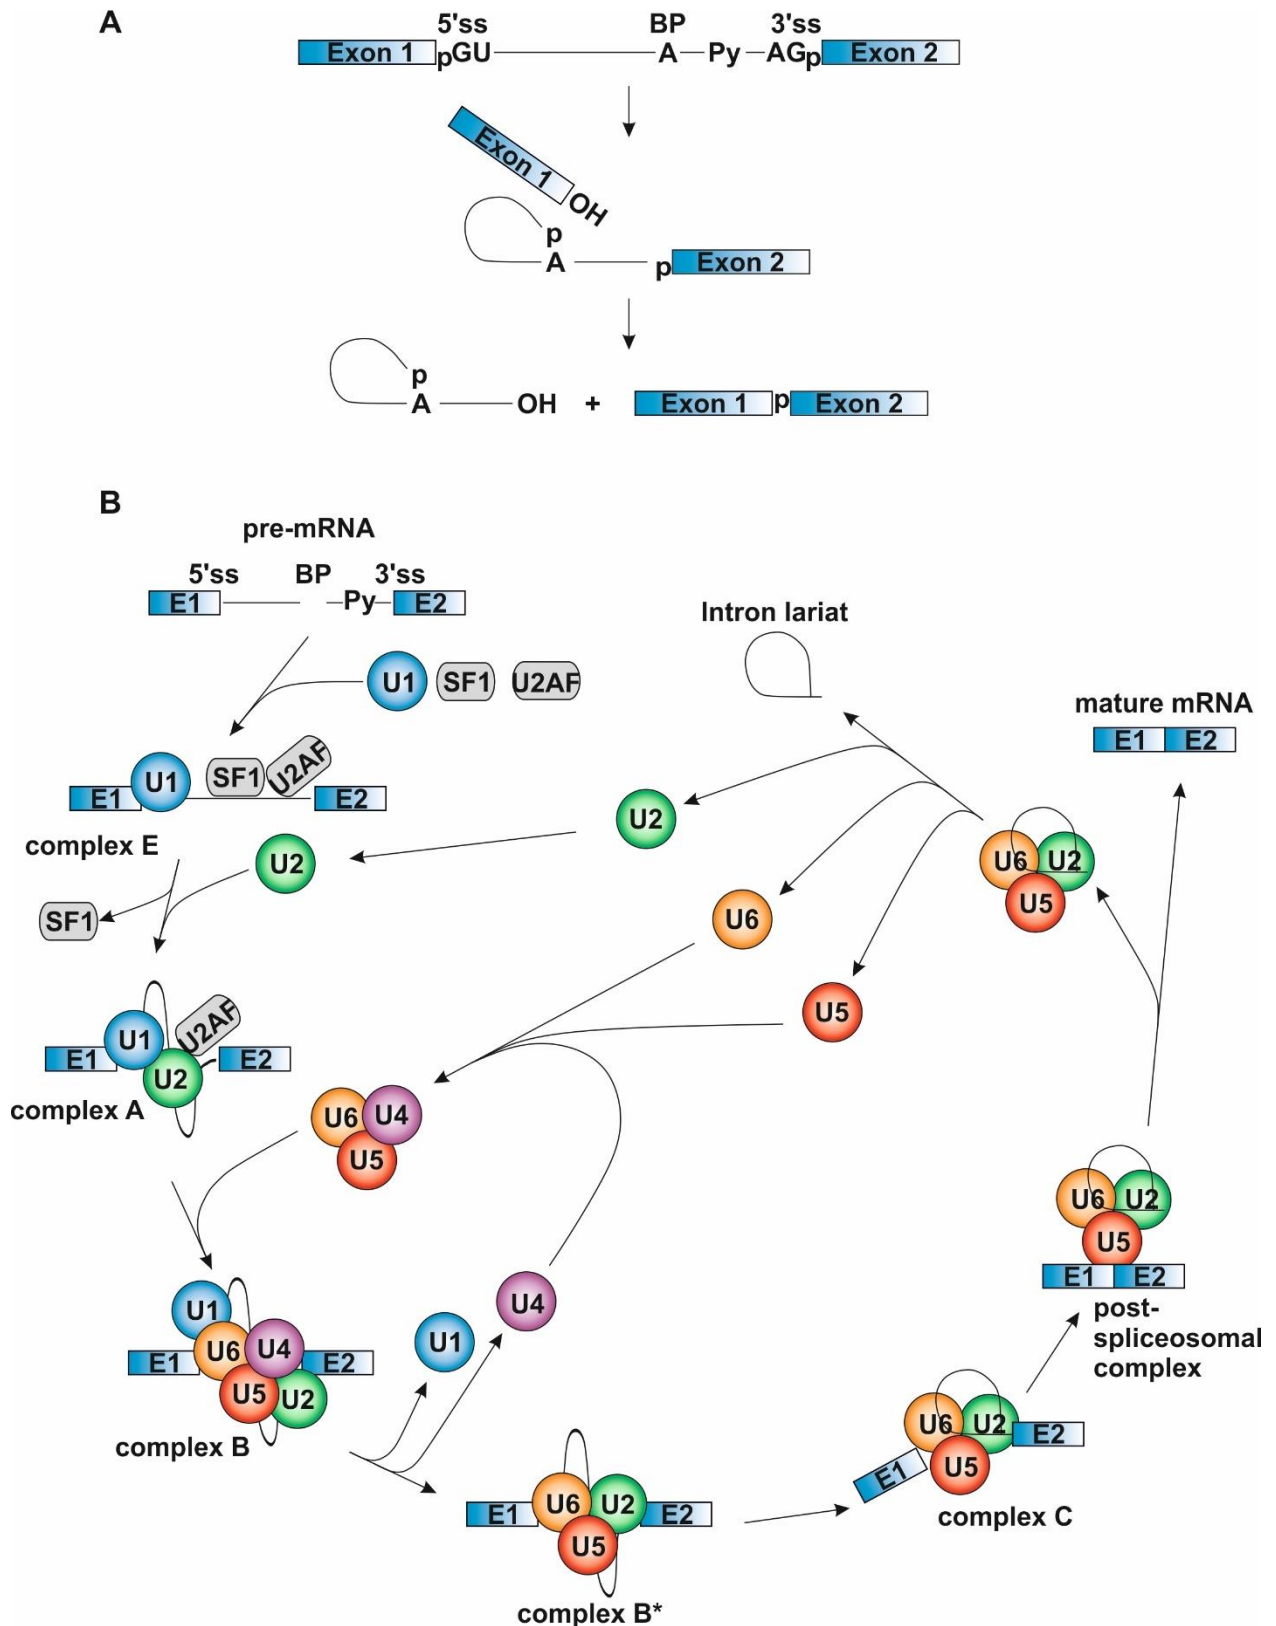 A
5'ss BP 3'ss
Exon 1 pGU A Py AGp Exon 2
Exon 1 OH
p
A p Exon 2
p
A OH + Exon 1 p Exon 2
B
pre-mRNA
5'ss BP 3'ss
E1 Py E2
U1 SF1 U2AF
E1 U1 SF1 U2AF E2
complex E
U2
SF1
E1 U1 U2 U2AF E2
complex A
Intron lariat
mature mRNA
E1 E2
U6 U2
U5
U2
U6
U5
U6 U4
U5
U1
E1 U6 U4 E2
U5 U2
complex B
U1
U4
E1 U6 U2 E2
U5
complex B*
U6 U2 E2
E1 U5
complex C
U6 U2
U5
E1 E2
post-
spliceosomal
complex